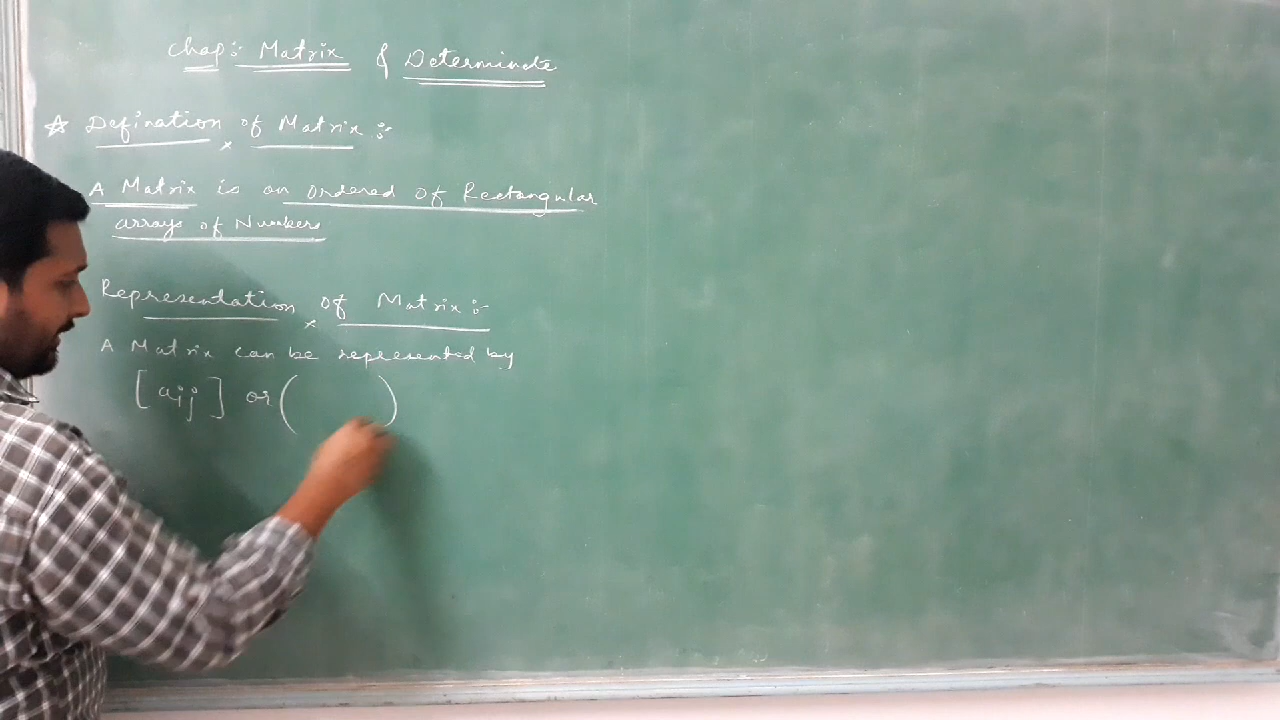 Chap:- Matrix & Determinate
☆ Defination of Matrix :-
A Matrix is an ordered of Rectangular
arrays of Numbers
Representation of Matrix :-
A Matrix can be represented by
[aij] or ( )